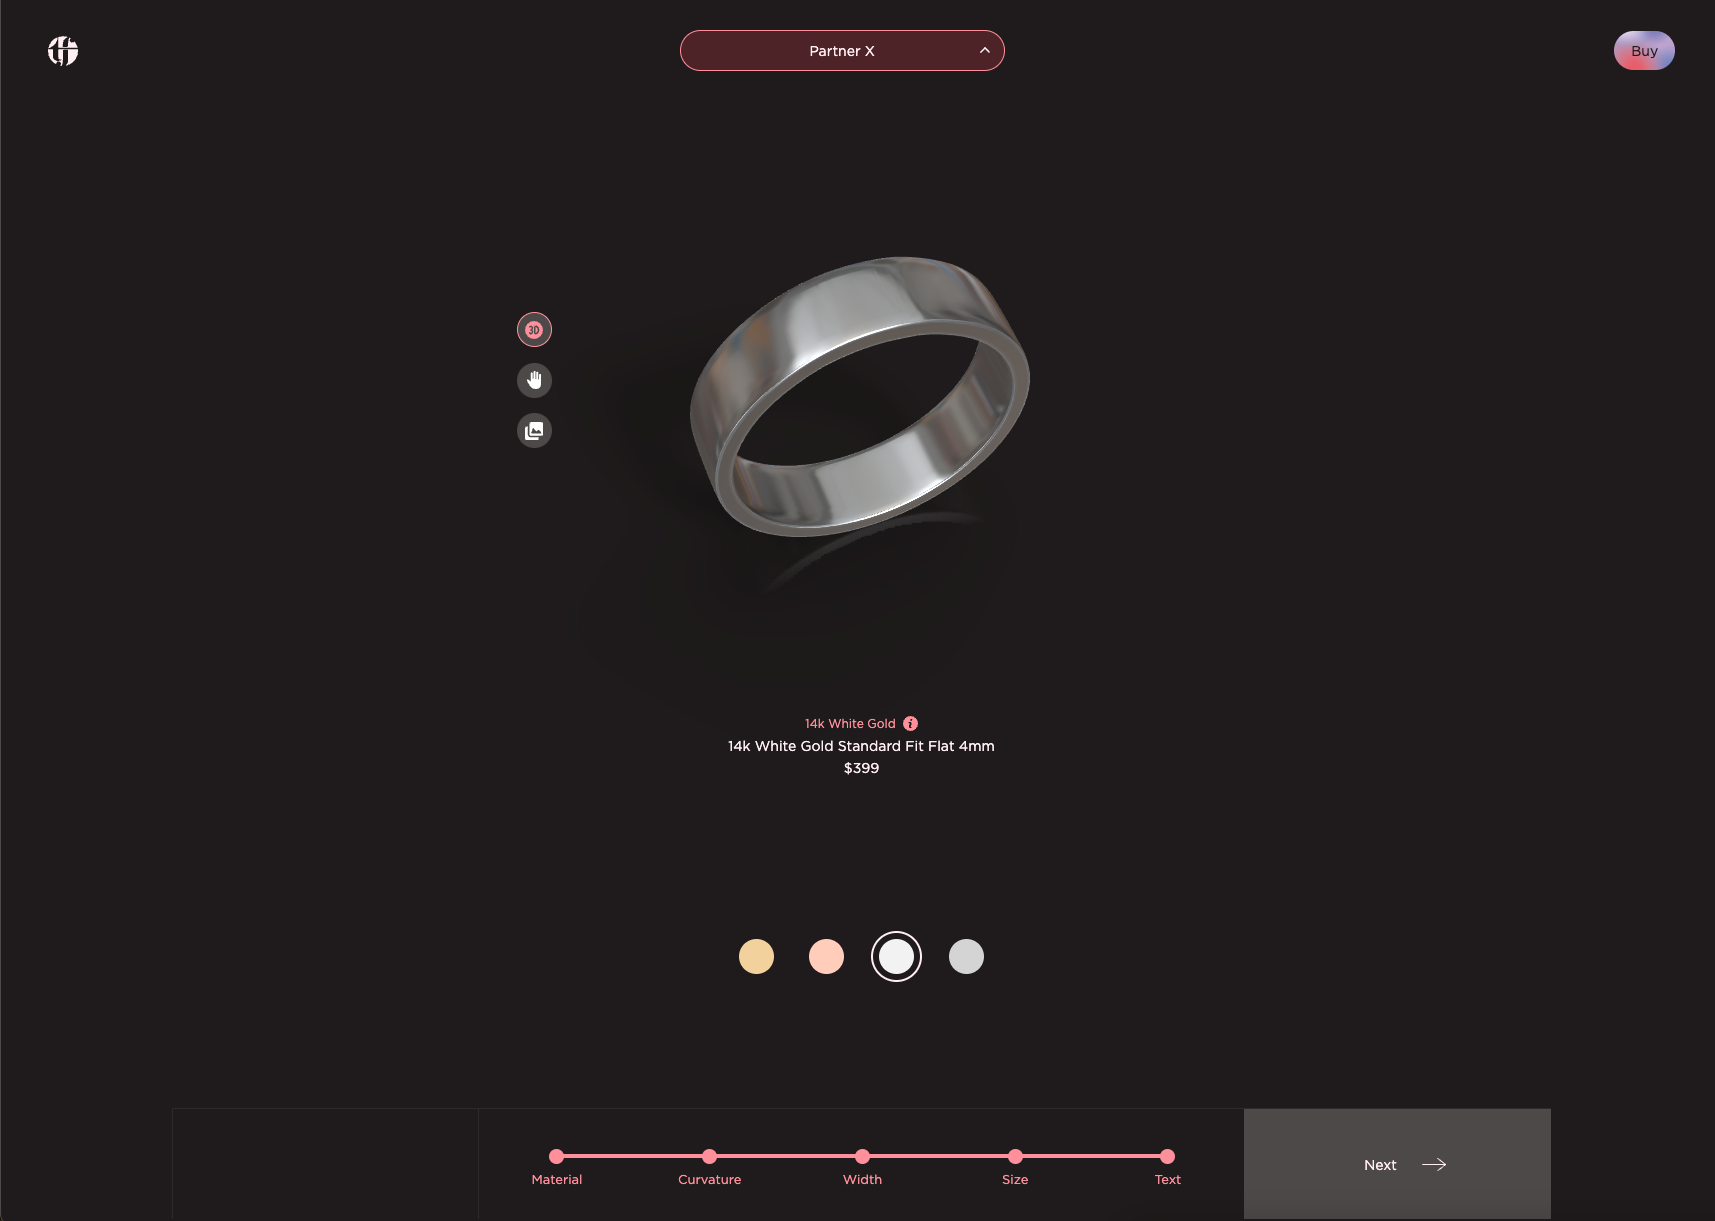 Partner X
Buy
3D
14k White Gold
14k White Gold Standard Fit Flat 4mm
$399
Material
Curvature
Width
Size
Text
Next